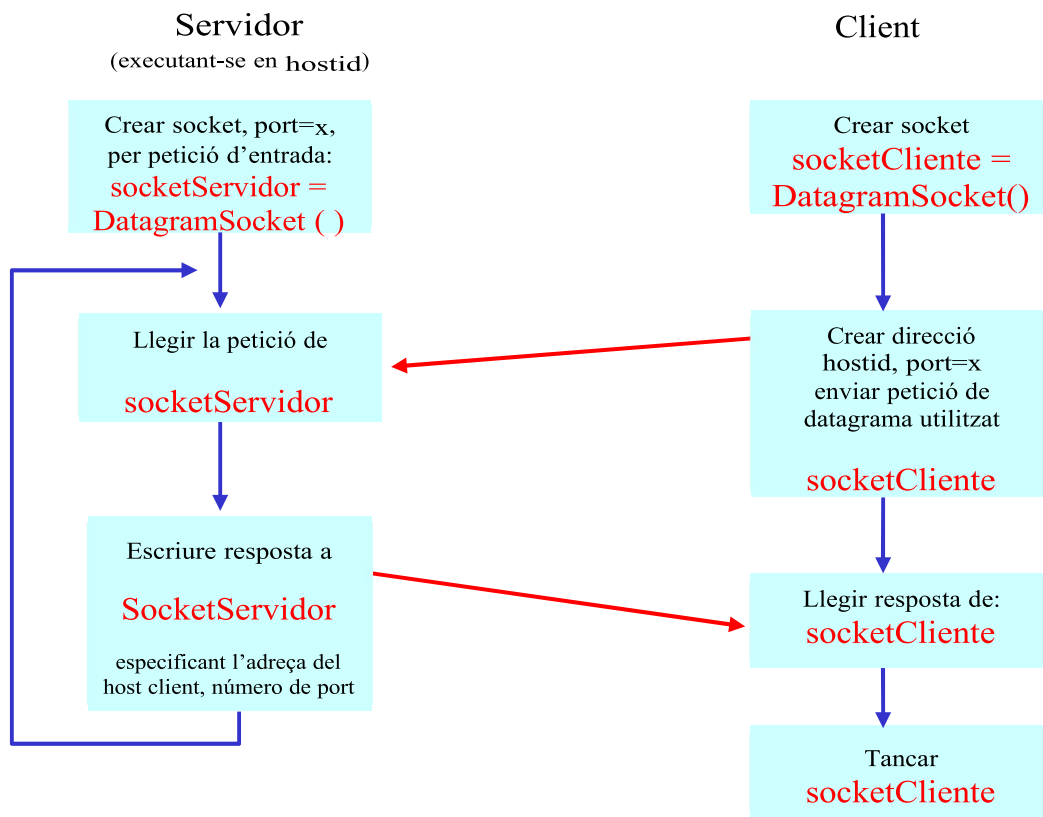 Servidor
(executant-se en hostid)
Crear socket, port=x,
per petició d’entrada:
socketServidor =
DatagramSocket ( )
Llegir la petició de
socketServidor
Escriure resposta a
SocketServidor
especificant l’adreça del
host client, número de port
Client
Crear socket
socketCliente =
DatagramSocket()
Crear direcció
hostid, port=x
enviar petició de
datagrama utilitzat
socketCliente
Llegir resposta de:
socketCliente
Tancar
socketCliente